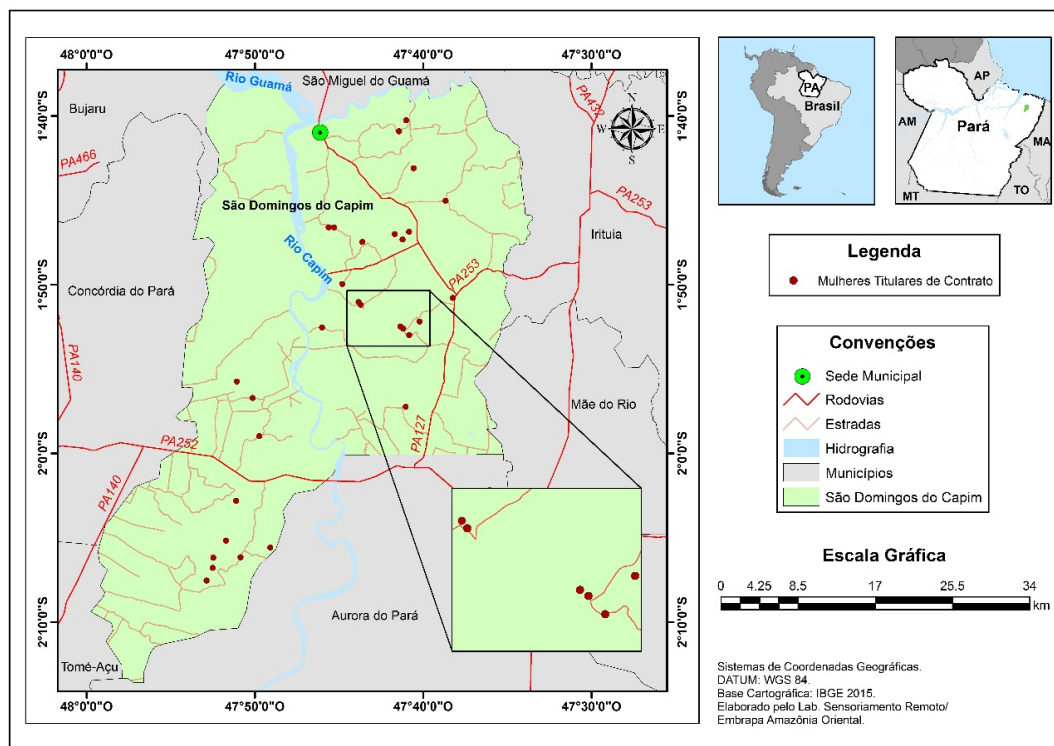 48°0'0"S 47°50'0"S 47°40'0"S 47°30'0"S
Rio Guamá
São Miguel do Guamá
Bujaru
PA432
N
W E
S
1°40'0"S
1°40'0"S
PA466
São Domingos do Capim
PA253
Irituia
Rio Capim
PA253
Concórdia do Pará
1°50'0"S
1°50'0"S
PA140
Mãe do Rio
PA127
PA252
2°0'0"S
2°0'0"S
PA140
Aurora do Pará
2°10'0"S
2°10'0"S
Tomé-Açu
48°0'0"S 47°50'0"S 47°40'0"S 47°30'0"S
PA
Brasil
AP
AM
Pará
MA
MT
TO
Legenda
Mulheres Titulares de Contrato
Convenções
Sede Municipal
Rodovias
Estradas
Hidrografia
Municípios
São Domingos do Capim
Escala Gráfica
0 4.25 8.5 17 25.5 34
km
Sistemas de Coordenadas Geográficas.
DATUM: WGS 84.
Base Cartográfica: IBGE 2015.
Elaborado pelo Lab. Sensoriamento Remoto/
Embrapa Amazônia Oriental.